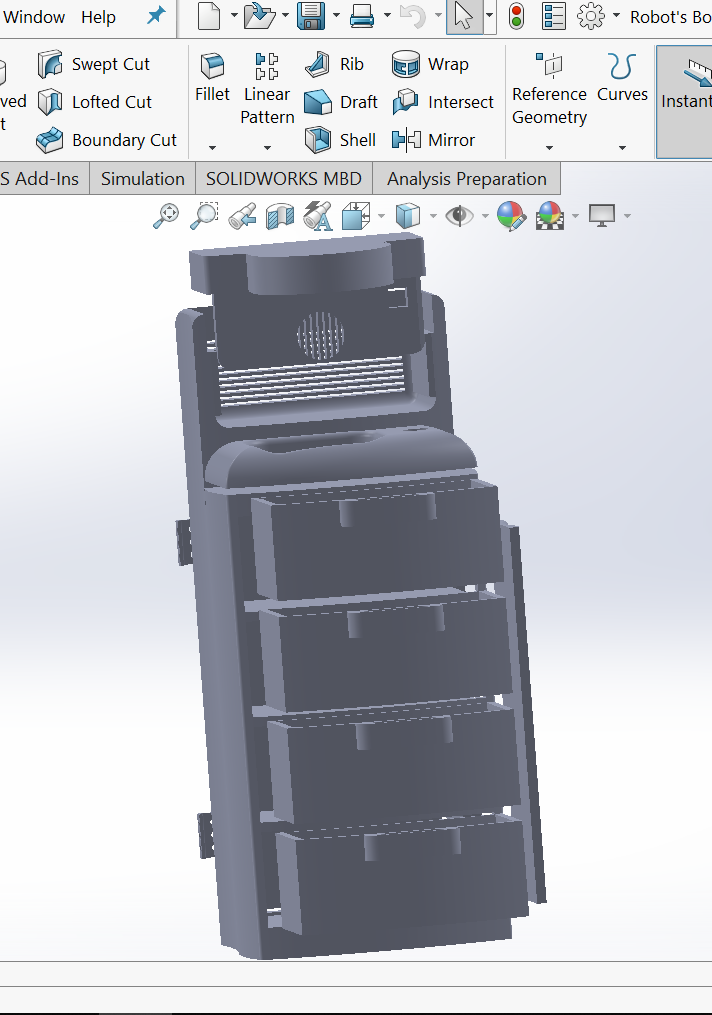 Window Help Robot's Bo
Swept Cut Rib Wrap
Fillet Linear Reference Curves Instant
ved Lofted Cut Pattern Draft Intersect Geometry
t
Boundary Cut Shell Mirror
S Add-Ins Simulation SOLIDWORKS MBD Analysis Preparation